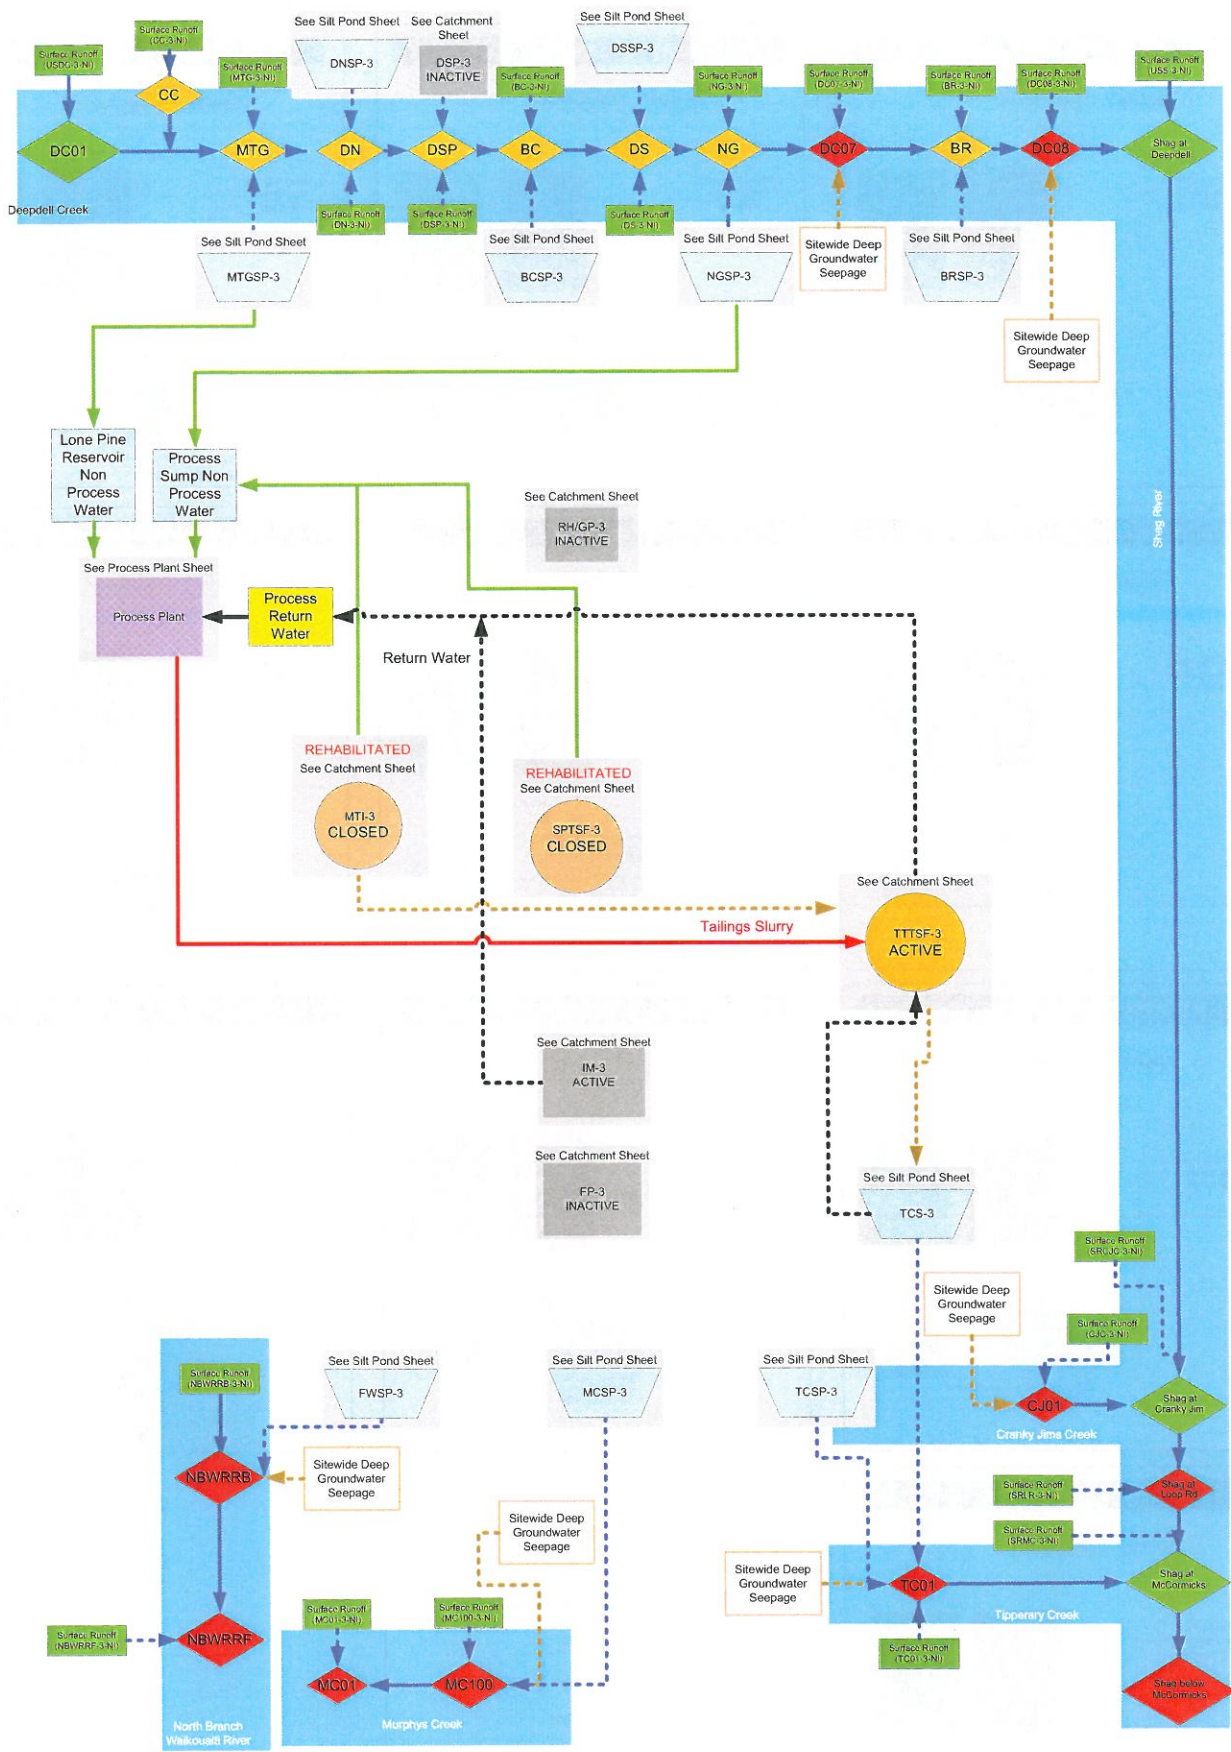 Surface Runoff
(USDC-3-NI)
Surface Runoff
(CC-3-NI)
Surface Runoff
(MTG-3-NI)
See Silt Pond Sheet
DNSP-3
See Catchment
Sheet
DSP-3
INACTIVE
Surface Runoff
(BC-3-NI)
See Silt Pond Sheet
DSSP-3
Surface Runoff
(NG-3-NI)
Surface Runoff
(DC07-3-NI)
Surface Runoff
(BR-3-NI)
Surface Runoff
(DC08-3-NI)
Surface Runoff
(USS-3-NI)
CC
DC01
MTG
DN
DSP
BC
DS
NG
DC07
BR
DC08
Shag at
Deepdell
Deepdell Creek
Surface Runoff
(DN-3-NI)
Surface Runoff
(DSP-3-NI)
Surface Runoff
(DS-3-NI)
See Silt Pond Sheet
MTGSP-3
See Silt Pond Sheet
BCSP-3
See Silt Pond Sheet
NGSP-3
Sitewide Deep
Groundwater
Seepage
See Silt Pond Sheet
BRSP-3
Sitewide Deep
Groundwater
Seepage
Lone Pine
Reservoir
Non
Process
Water
Process
Sump Non
Process
Water
See Catchment Sheet
RH/GP-3
INACTIVE
Shag River
See Process Plant Sheet
Process Plant
Process
Return
Water
Return Water
REHABILITATED
See Catchment Sheet
MTI-3
CLOSED
REHABILITATED
See Catchment Sheet
SPTSF-3
CLOSED
See Catchment Sheet
TTTSF-3
ACTIVE
Tailings Slurry
See Catchment Sheet
IM-3
ACTIVE
See Catchment Sheet
FP-3
INACTIVE
See Silt Pond Sheet
TCS-3
Surface Runoff
(SRCJC-3-NI)
Sitewide Deep
Groundwater
Seepage
Surface Runoff
(CJC-3-NI)
Surface Runoff
(NBWRRB-3-NI)
See Silt Pond Sheet
FWSP-3
See Silt Pond Sheet
MCSP-3
See Silt Pond Sheet
TCSP-3
CJ01
Shag at
Cranky Jim
Cranky Jims Creek
NBWRRB
Sitewide Deep
Groundwater
Seepage
Surface Runoff
(SRLR-3-NI)
Shag at
Loop Rd
Sitewide Deep
Groundwater
Seepage
Surface Runoff
(SRMC-3-NI)
Sitewide Deep
Groundwater
Seepage
TC01
Shag at
McCormicks
Tipperary Creek
Surface Runoff
(MC01-3-NI)
Surface Runoff
(MC100-3-NI)
Surface Runoff
(NBWRRF-3-NI)
NBWRRF
Surface Runoff
(TC01-3-NI)
MC01
MC100
Shag below
McCormicks
Murphys Creek
North Branch
Waikouaiti River